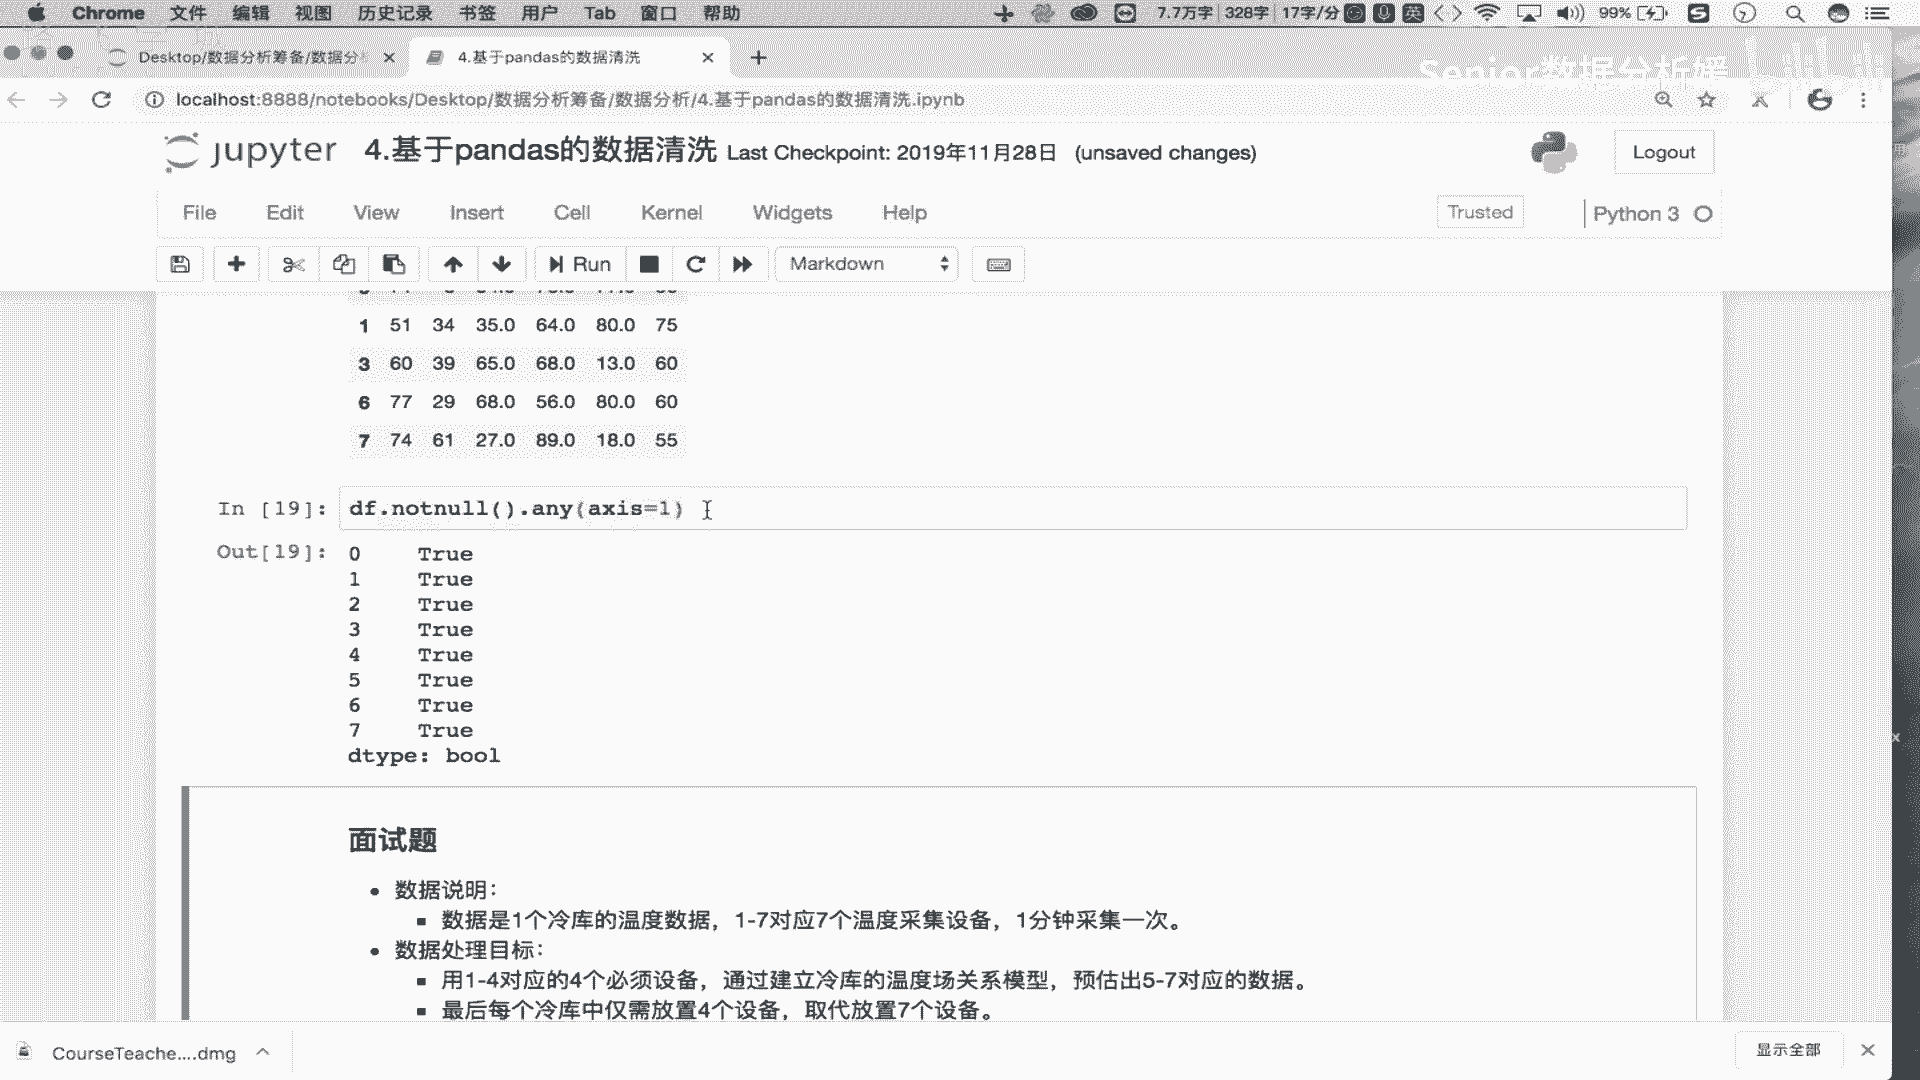 Chrome 文件 编辑 视图 历史记录 书签 用户 Tab 窗口 帮助 7.7万字 328字 17字/分 英 99%
Desktop/数据分析筹备/数据分 4.基于pandas的数据清洗
Senior数据分析媛 bilibili
localhost:8888/notebooks/Desktop/数据分析筹备/数据分析/4.基于pandas的数据清洗.ipynb
jupyter 4.基于pandas的数据清洗 Last Checkpoint: 2019年11月28日 (unsaved changes) Logout
File Edit View Insert Cell Kernel Widgets Help Trusted Python 3
Run Markdown
1 51 34 35.0 64.0 80.0 75
3 60 39 65.0 68.0 13.0 60
6 77 29 68.0 56.0 80.0 60
7 74 61 27.0 89.0 18.0 55
In [19]: df.notnull().any(axis=1)
Out[19]: 0 True
1 True
2 True
3 True
4 True
5 True
6 True
7 True
dtype: bool
面试题
数据说明：
数据是1个冷库的温度数据，1-7对应7个温度采集设备，1分钟采集一次。
数据处理目标：
用1-4对应的4个必须设备，通过建立冷库的温度场关系模型，预估出5-7对应的数据。
最后每个冷库中仅需放置4个设备，取代放置7个设备。
CourseTeache....dmg 显示全部